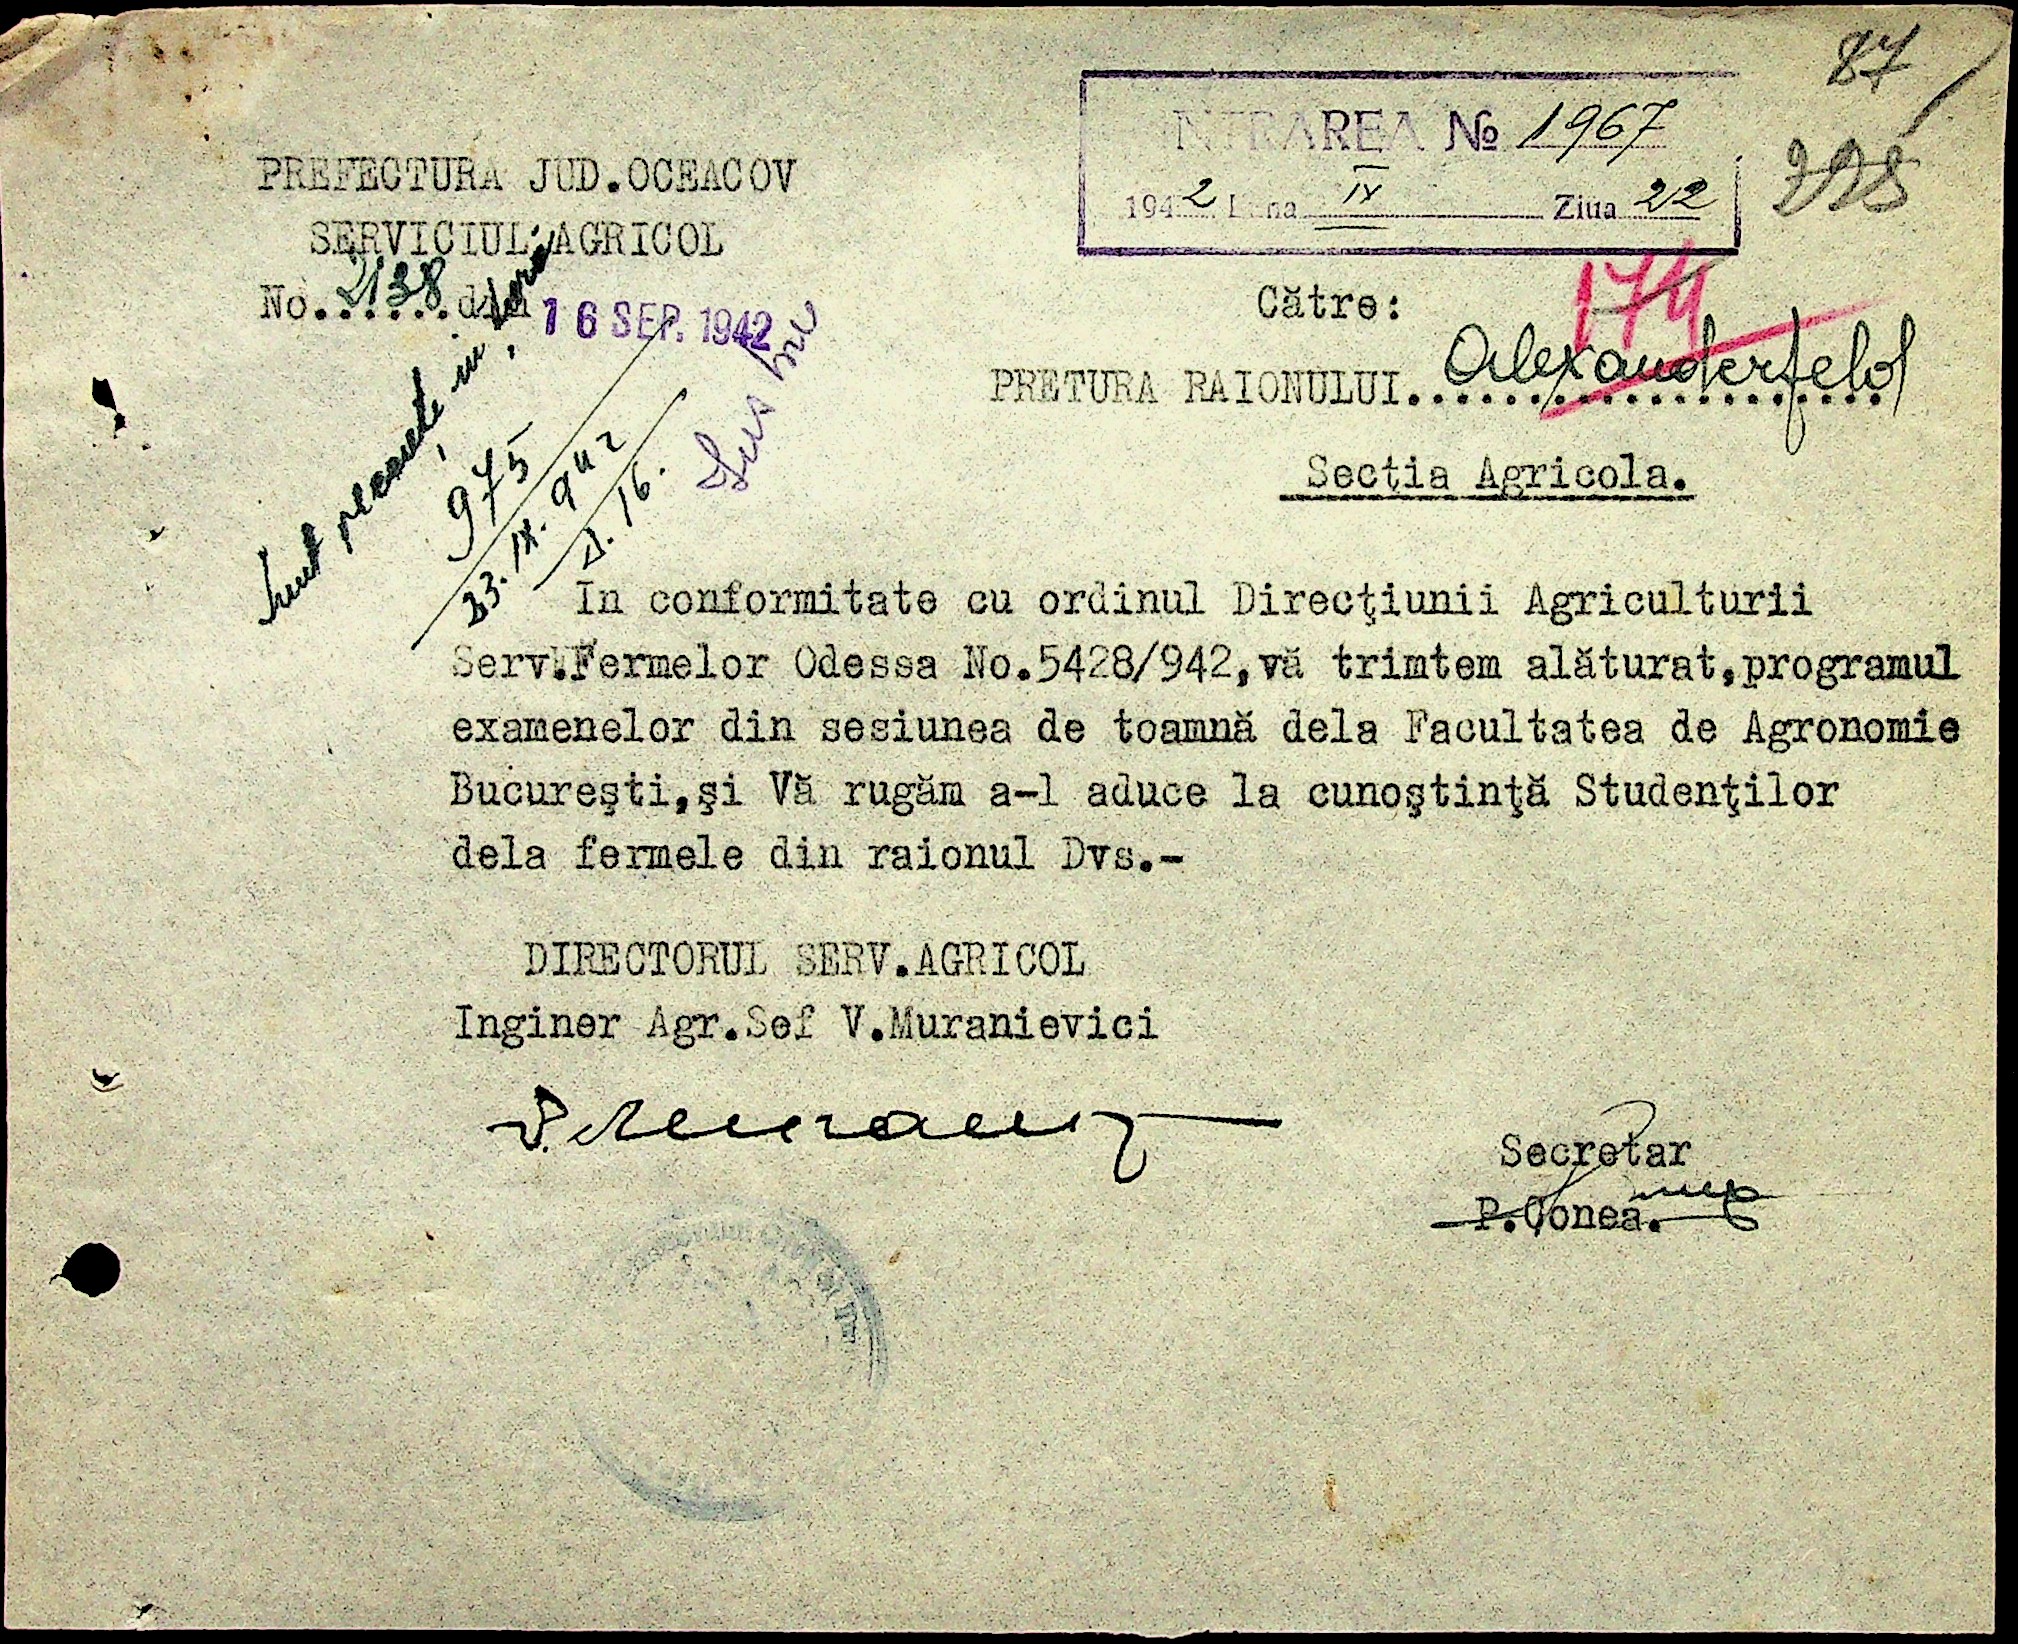 87
228
INTRAREA № 1967
1942 Luna IX Ziua 22
PREFECTURA JUD.OCEACOV
SERVICIUL AGRICOL
No. 2138 din 16 SEP. 1942
174
Către:
PRETURA RAIONULUI Alexanderfeld
Secţia Agricola.
975
23.IX.942
D.16.
In conformitate cu ordinul Direcţiunii Agriculturii
Serv.Fermelor Odessa No.5428/942,vă trimtem alăturat,programul
examenelor din sesiunea de toamnă dela Facultatea de Agronomie
Bucureşti,şi Vă rugăm a-l aduce la cunoştinţă Studenţilor
dela fermele din raionul Dvs.-
DIRECTORUL SERV.AGRICOL
Inginer Agr.Sef V.Muranievici
Secretar
P.Conea.